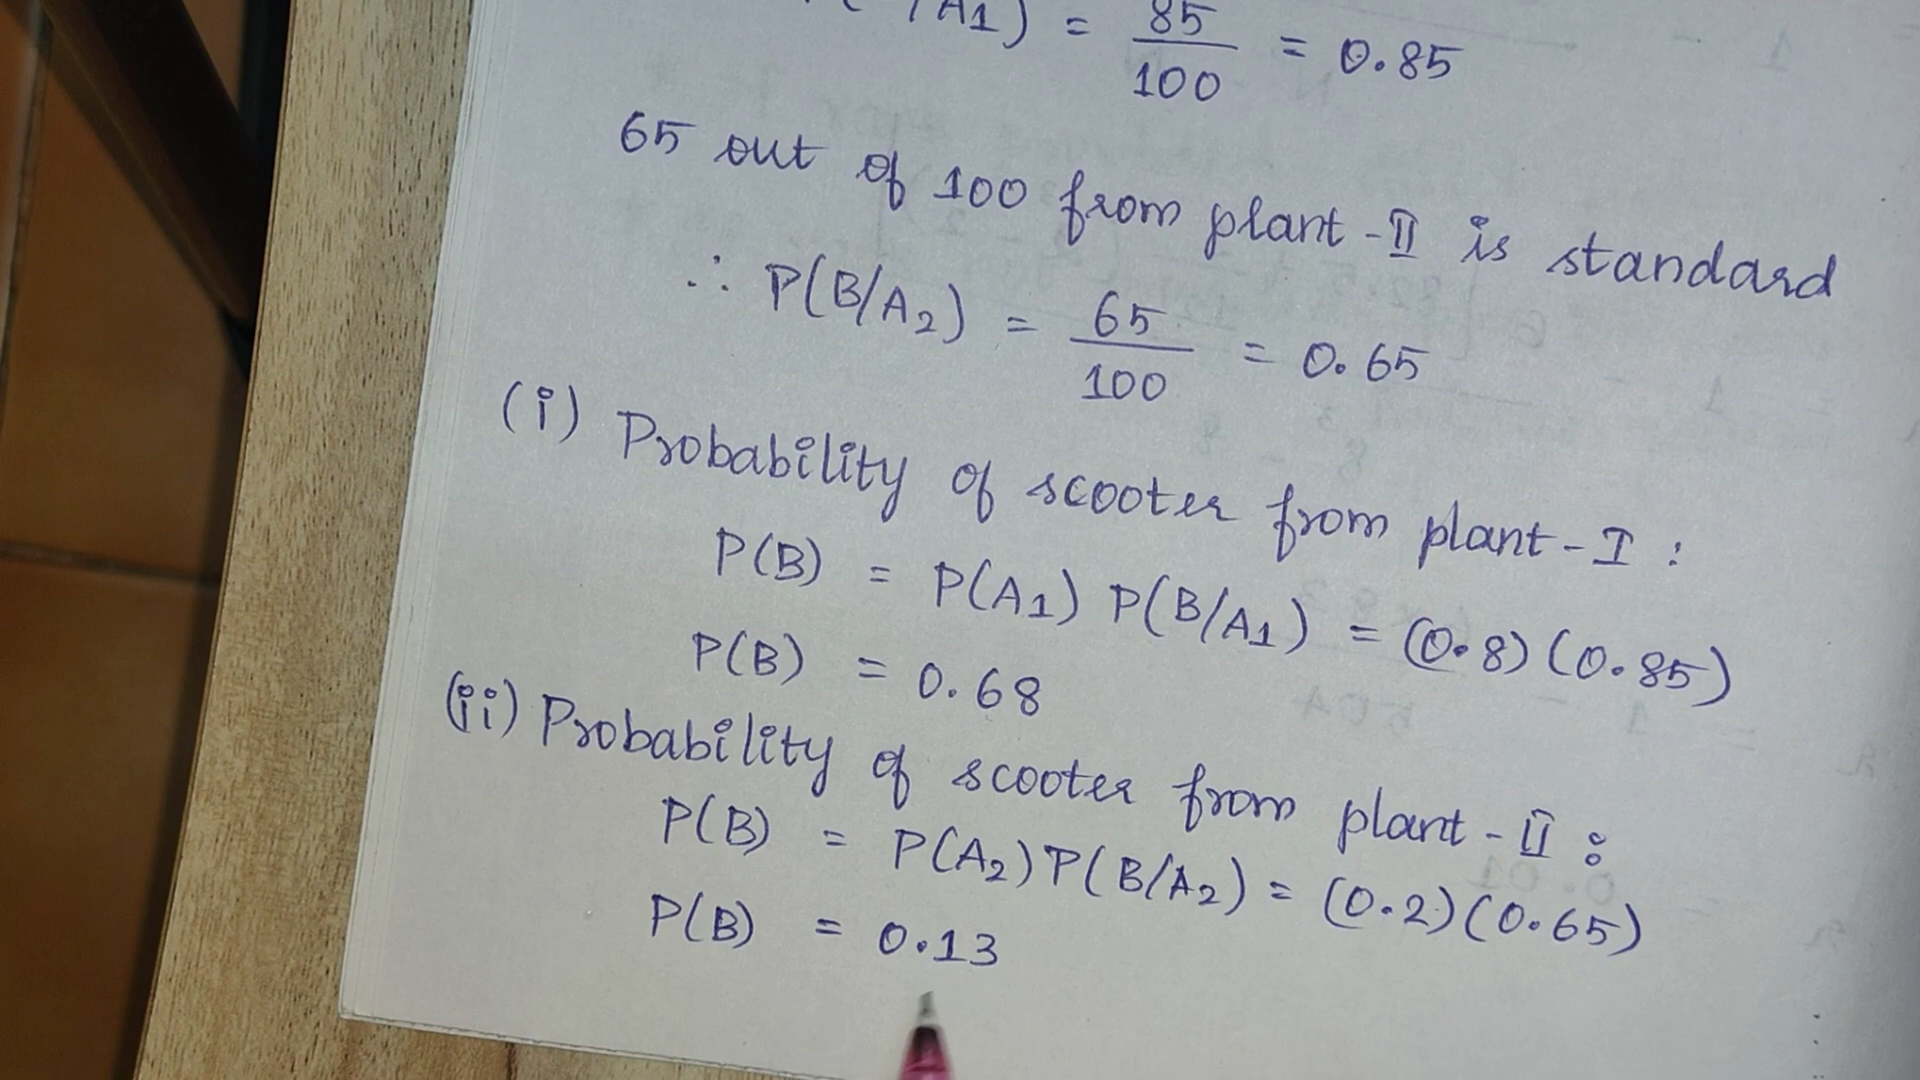 /A1) = 85/100 = 0.85
65 out of 100 from plant-II is standard
∴ P(B/A2) = 65/100 = 0.65
(i) Probability of scooter from plant-I :
P(B) = P(A1) P(B/A1) = (0.8)(0.85)
P(B) = 0.68
(ii) Probability of scooter from plant-II :
P(B) = P(A2)P(B/A2) = (0.2)(0.65)
P(B) = 0.13